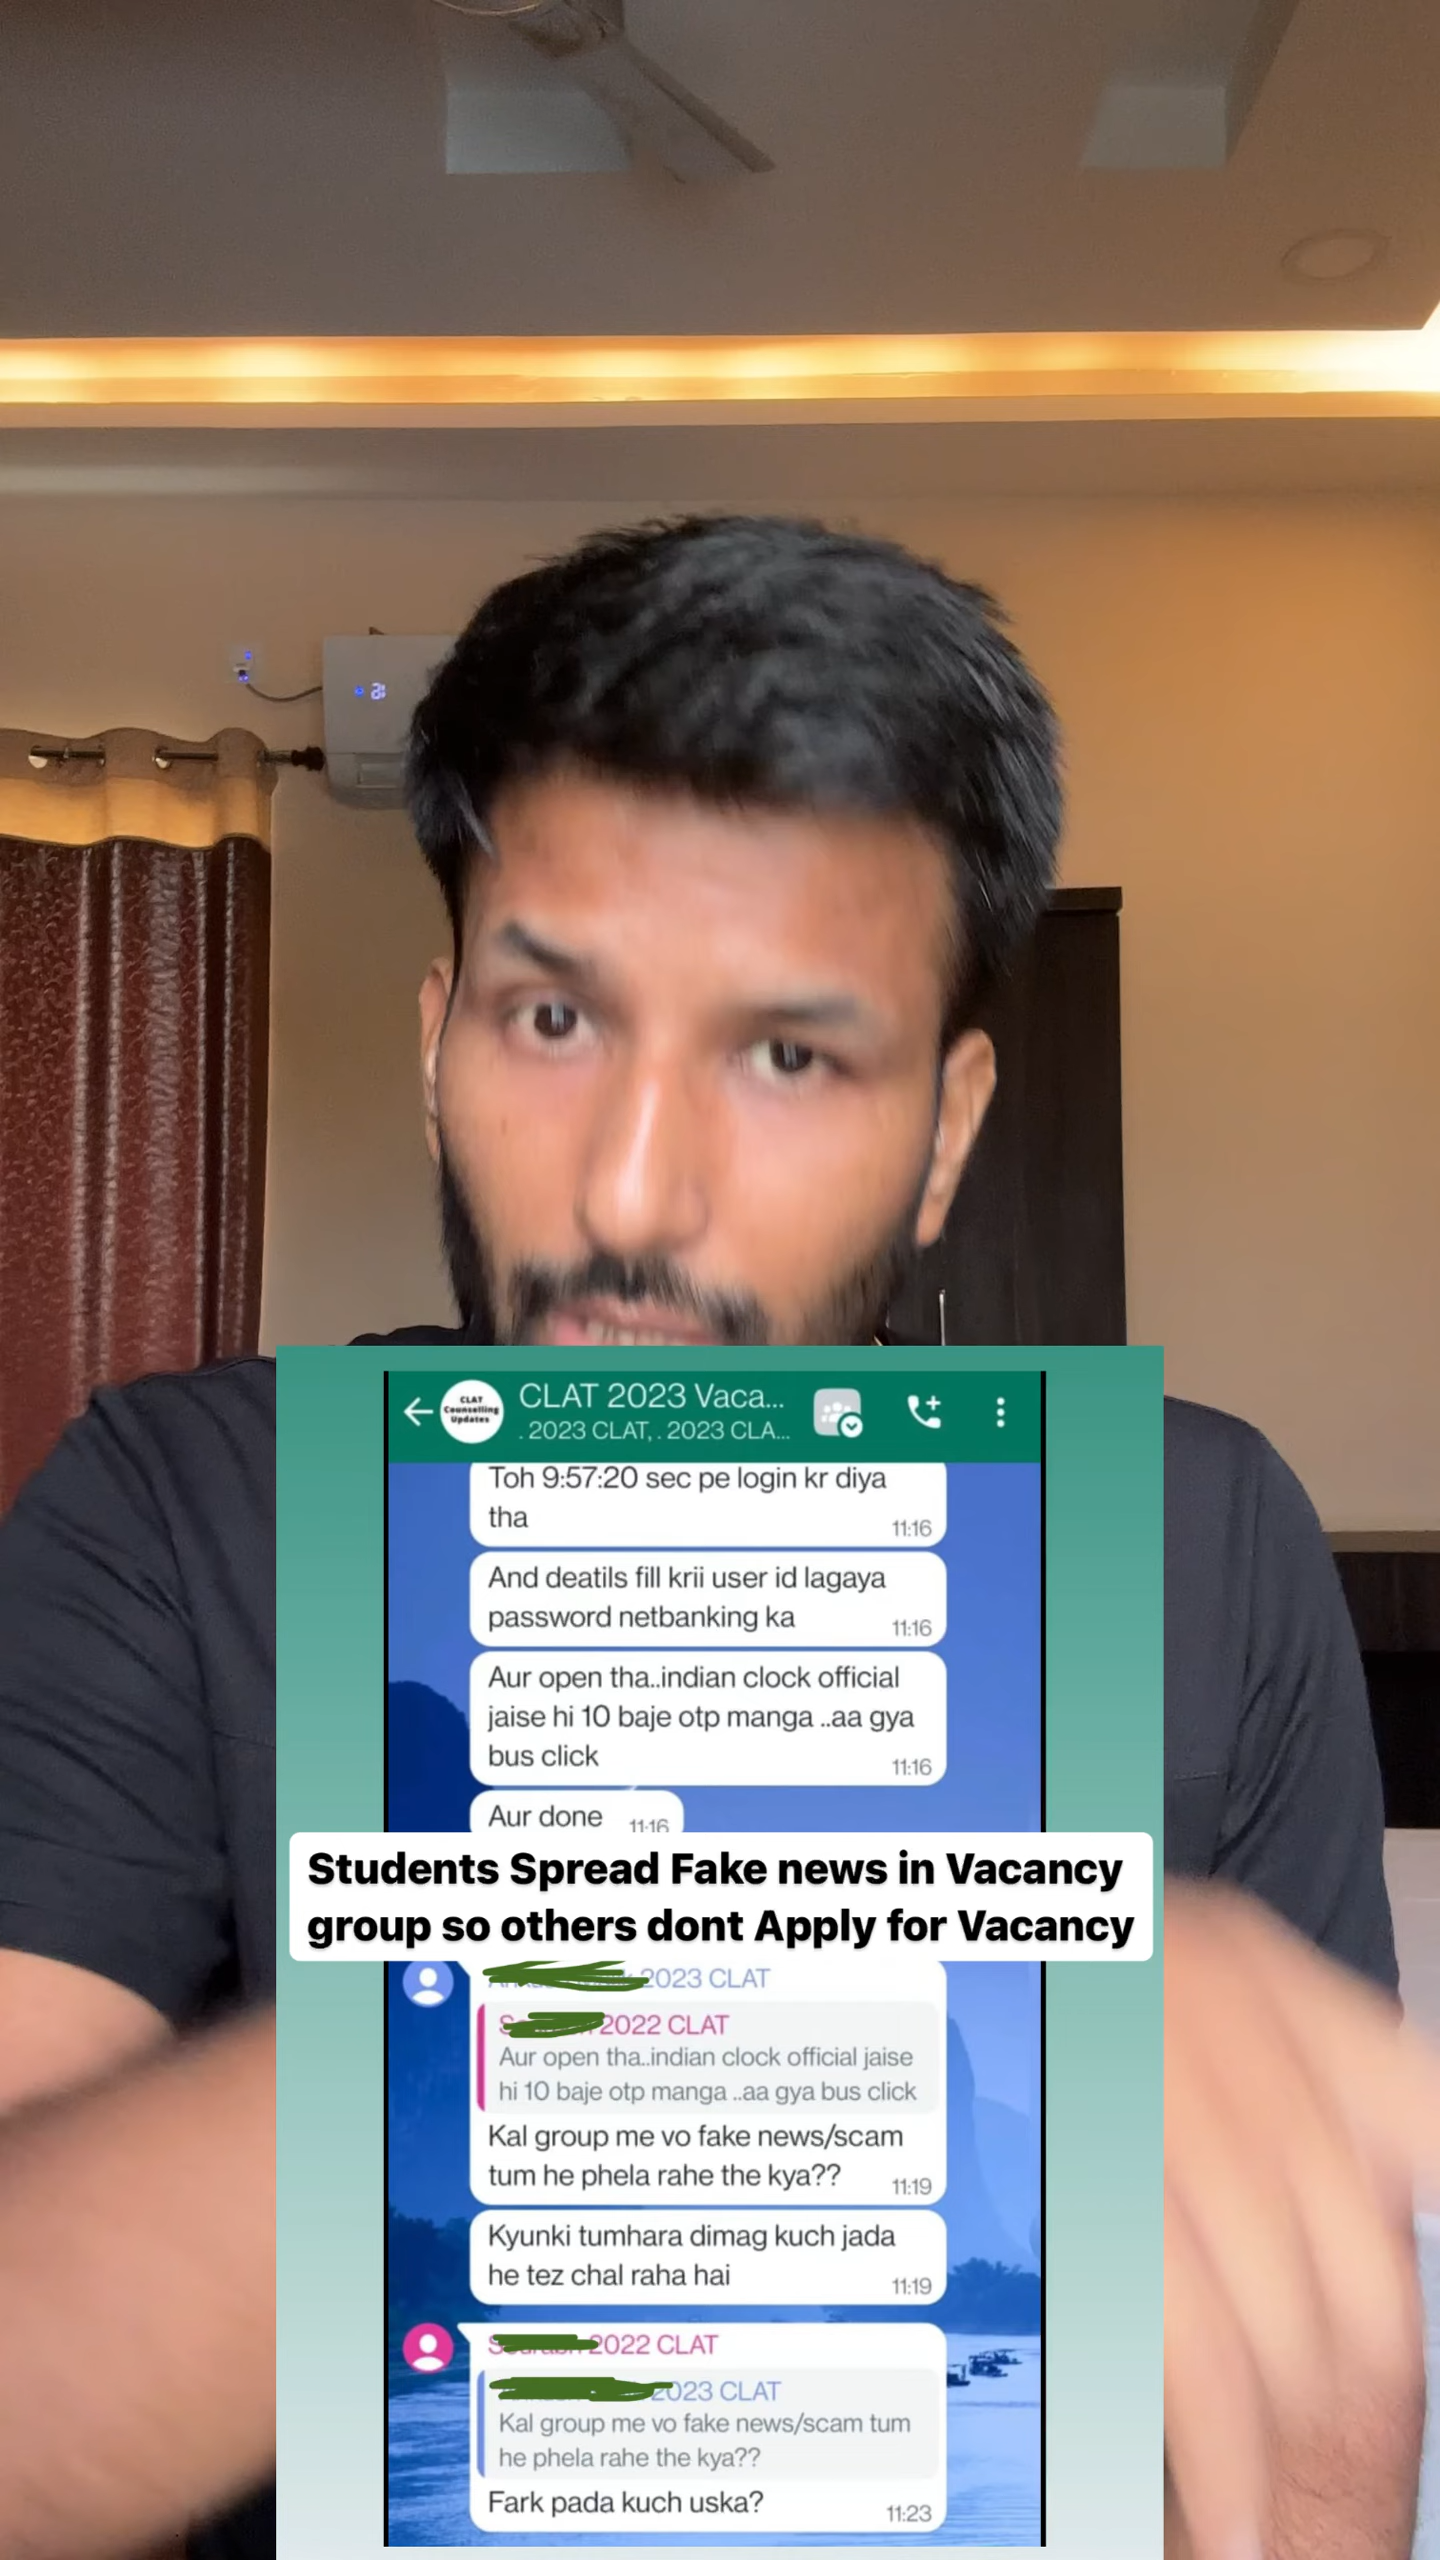 CLAT
Counselling
Updates
CLAT 2023 Vaca...
. 2023 CLAT, . 2023 CLA...
Toh 9:57:20 sec pe login kr diya
tha
11:16
And deatils fill krii user id lagaya
password netbanking ka
11:16
Aur open tha..indian clock official
jaise hi 10 baje otp manga ..aa gya
bus click
11:16
Aur done
11:16
Students Spread Fake news in Vacancy
group so others dont Apply for Vacancy
2023 CLAT
2022 CLAT
Aur open tha..indian clock official jaise
hi 10 baje otp manga ..aa gya bus click
Kal group me vo fake news/scam
tum he phela rahe the kya??
11:19
Kyunki tumhara dimag kuch jada
he tez chal raha hai
11:19
2022 CLAT
2023 CLAT
Kal group me vo fake news/scam tum
he phela rahe the kya??
Fark pada kuch uska?
11:23